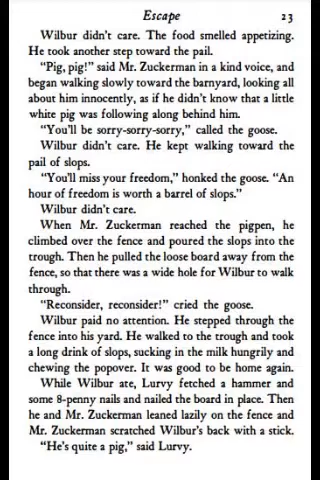 Escape 23
Wilbur didn't care. The food smelled appetizing.
He took another step toward the pail.
"Pig, pig!" said Mr. Zuckerman in a kind voice, and
began walking slowly toward the barnyard, looking all
about him innocently, as if he didn't know that a little
white pig was following along behind him.
"You'll be sorry-sorry-sorry," called the goose.
Wilbur didn't care. He kept walking toward the
pail of slops.
"You'll miss your freedom," honked the goose. "An
hour of freedom is worth a barrel of slops."
Wilbur didn't care.
When Mr. Zuckerman reached the pigpen, he
climbed over the fence and poured the slops into the
trough. Then he pulled the loose board away from the
fence, so that there was a wide hole for Wilbur to walk
through.
"Reconsider, reconsider!" cried the goose.
Wilbur paid no attention. He stepped through the
fence into his yard. He walked to the trough and took
a long drink of slops, sucking in the milk hungrily and
chewing the popover. It was good to be home again.
While Wilbur ate, Lurvy fetched a hammer and
some 8-penny nails and nailed the board in place. Then
he and Mr. Zuckerman leaned lazily on the fence and
Mr. Zuckerman scratched Wilbur's back with a stick.
"He's quite a pig," said Lurvy.